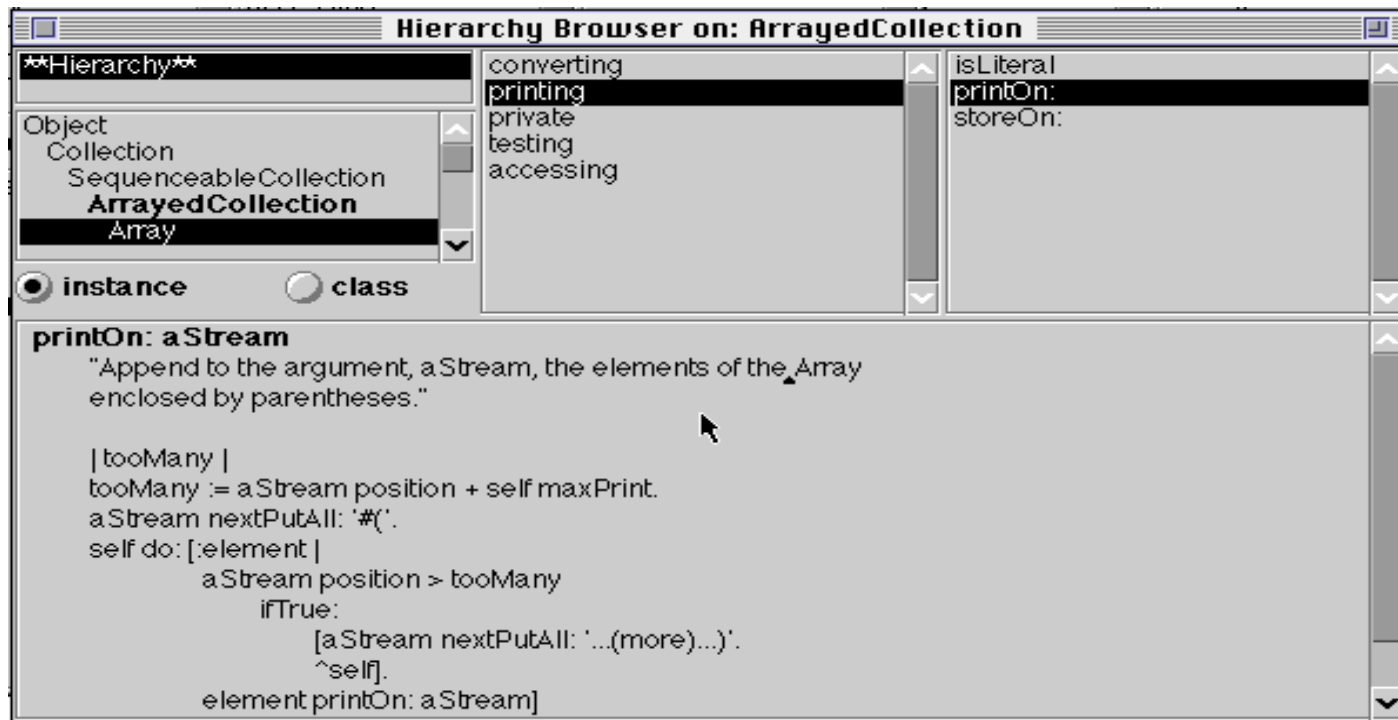 Hierarchy Browser on: ArrayedCollection
**Hierarchy**
Object
Collection
SequenceableCollection
ArrayedCollection
Array
instance
class
converting
printing
private
testing
accessing
isLiteral
printOn:
storeOn:
printOn: aStream
"Append to the argument, aStream, the elements of the Array
enclosed by parentheses."
| tooMany |
tooMany := aStream position + self maxPrint.
aStream nextPutAll: '#('.
self do: [:element |
aStream position > tooMany
ifTrue:
[aStream nextPutAll: '...(more)...)'.
^self].
element printOn: aStream]